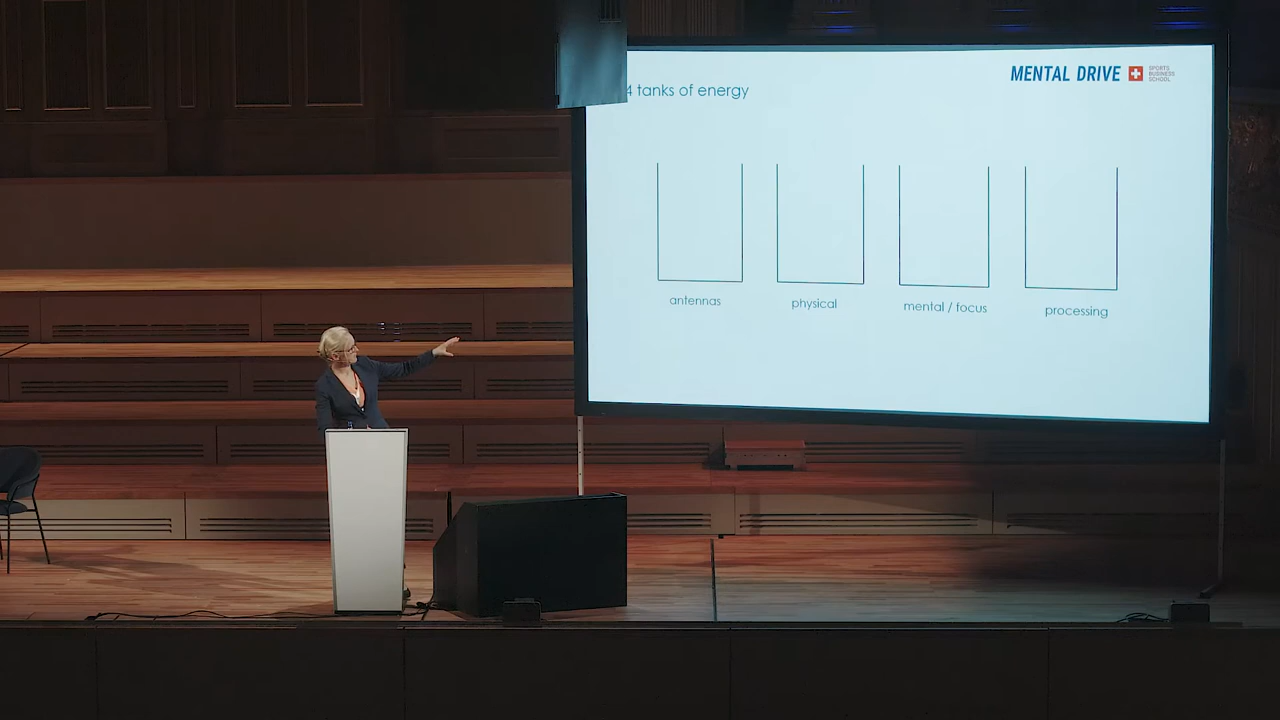 MENTAL DRIVE
SPORTS
BUSINESS
SCHOOL
4 tanks of energy
antennas
physical
mental / focus
processing